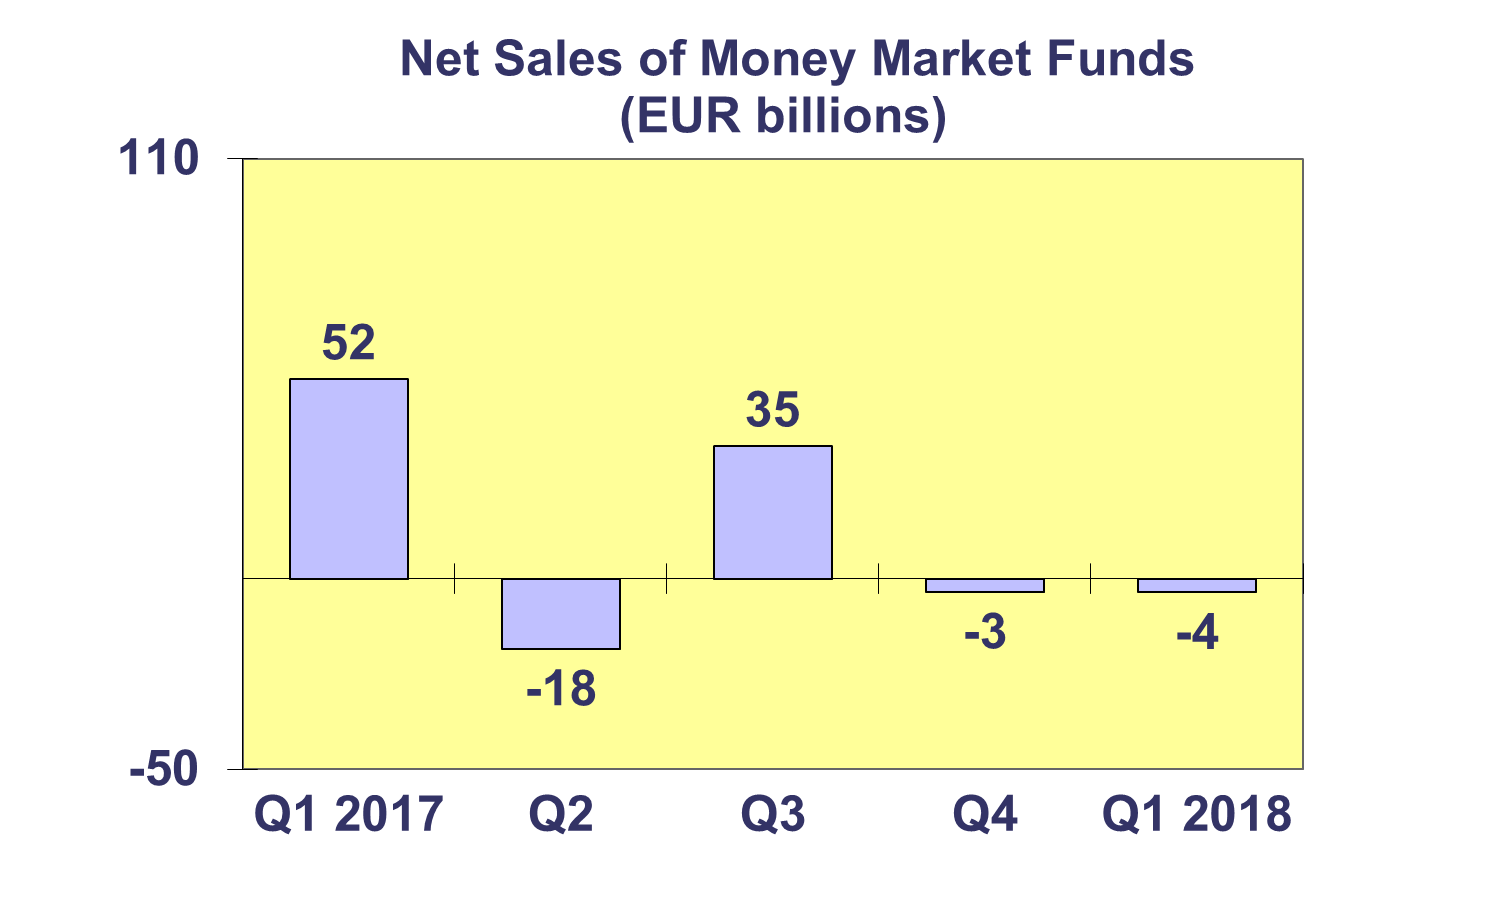 Net Sales of Money Market Funds
(EUR billions)
110
52
35
-18
-3
-4
-50
Q1 2017 Q2 Q3 Q4 Q1 2018